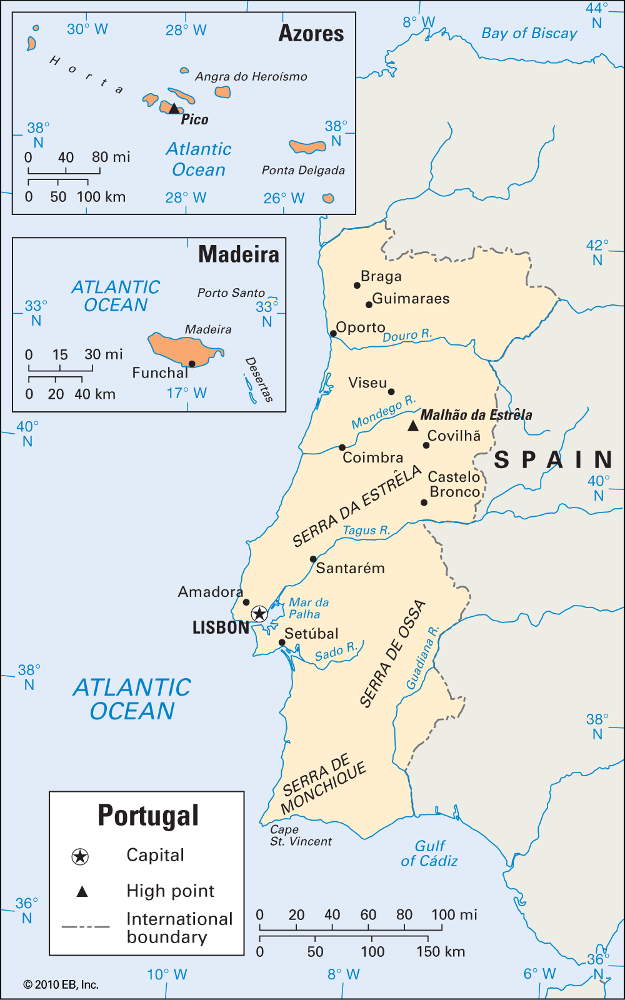 44°
N
8° W
Bay of Biscay
30° W
28° W
Azores
Horta
Angra do Heroísmo
Pico
38°
N
38°
N
Atlantic
Ocean
0 40 80 mi
0 50 100 km
Ponta Delgada
28° W
26° W
42°
N
Madeira
ATLANTIC
OCEAN
Porto Santo
33°
N
33°
N
Madeira
0 15 30 mi
0 20 40 km
Funchal
Desertas
17° W
Braga
Guimaraes
Oporto
Douro R.
Viseu
Mondego R.
Malhão da Estrêla
Covilhã
Coimbra
40°
N
SPAIN
40°
N
Castelo
Bronco
SERRA DA ESTRÊLA
Tagus R.
Santarém
Amadora
Mar da
Palha
LISBON
Setúbal
Sado R.
SERRA DE OSSA
Guadiana R.
38°
N
ATLANTIC
OCEAN
38°
N
SERRA DE
MONCHIQUE
Cape
St. Vincent
Gulf
of Cádiz
Portugal
Capital
High point
International
boundary
36°
N
0 20 40 60 80 100 mi
0 50 100 150 km
36°
N
10° W
8° W
6° W
© 2010 EB, Inc.